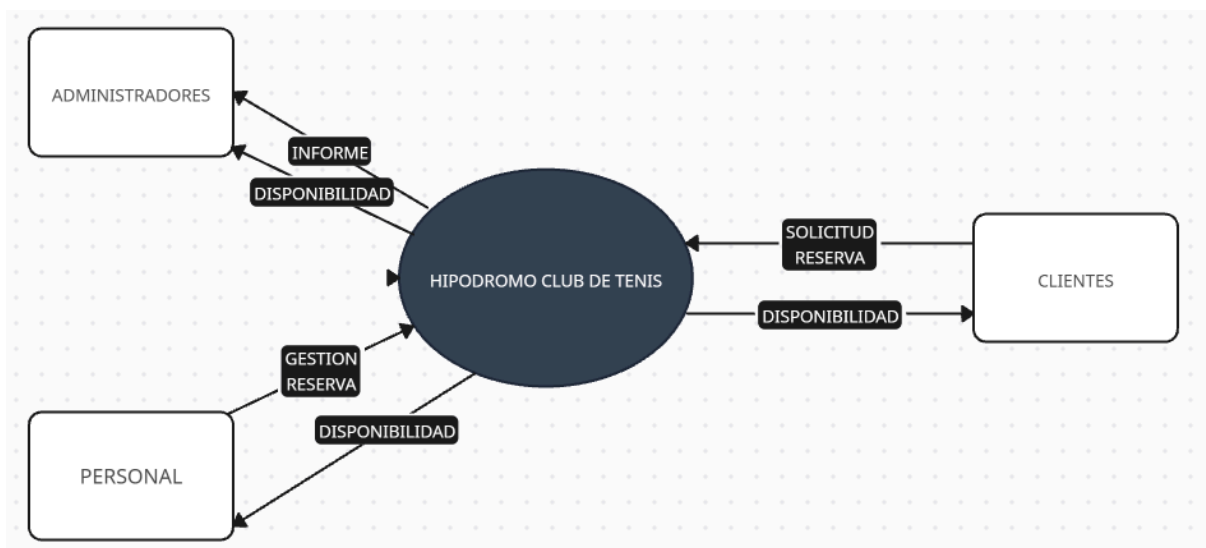 ADMINISTRADORES
INFORME
DISPONIBILIDAD
SOLICITUD
RESERVA
HIPODROMO CLUB DE TENIS
CLIENTES
DISPONIBILIDAD
GESTION
RESERVA
DISPONIBILIDAD
PERSONAL